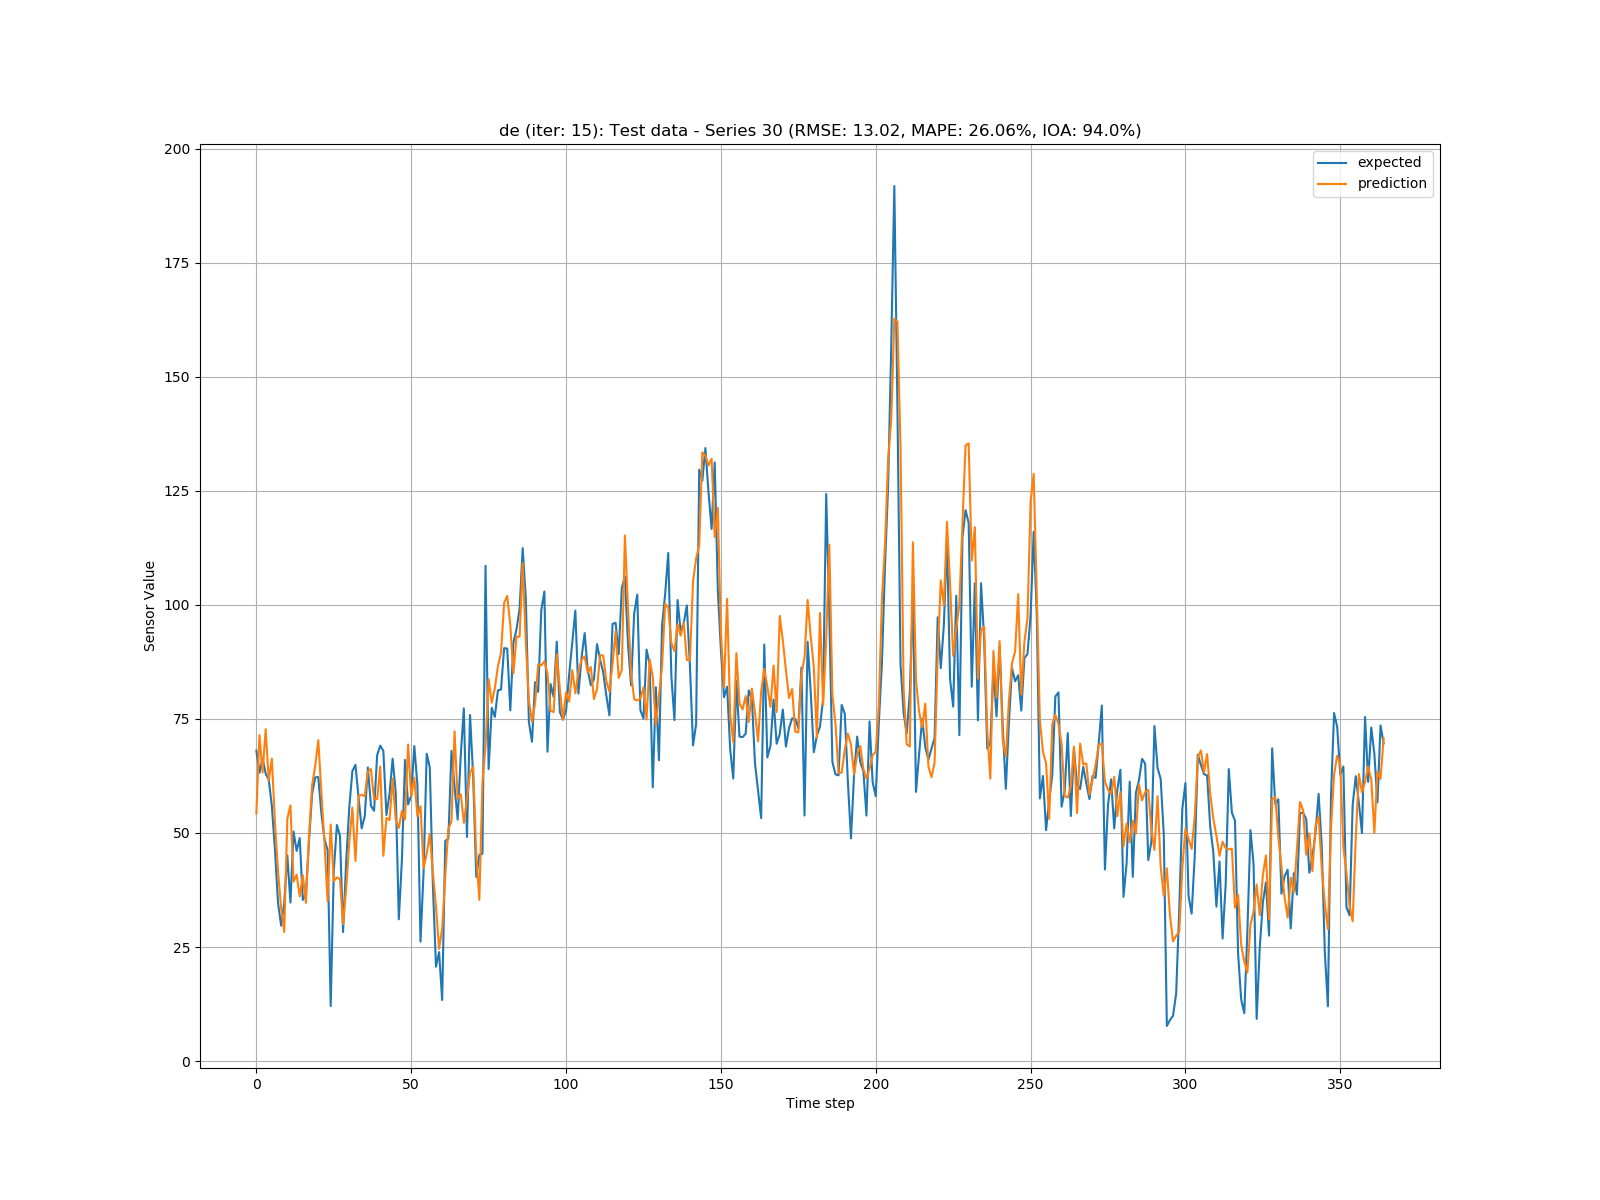 de (iter: 15): Test data - Series 30 (RMSE: 13.02, MAPE: 26.06%, IOA: 94.0%)
expected
prediction
Sensor Value
200
175
150
125
100
75
50
25
0
0 50 100 150 200 250 300 350
Time step